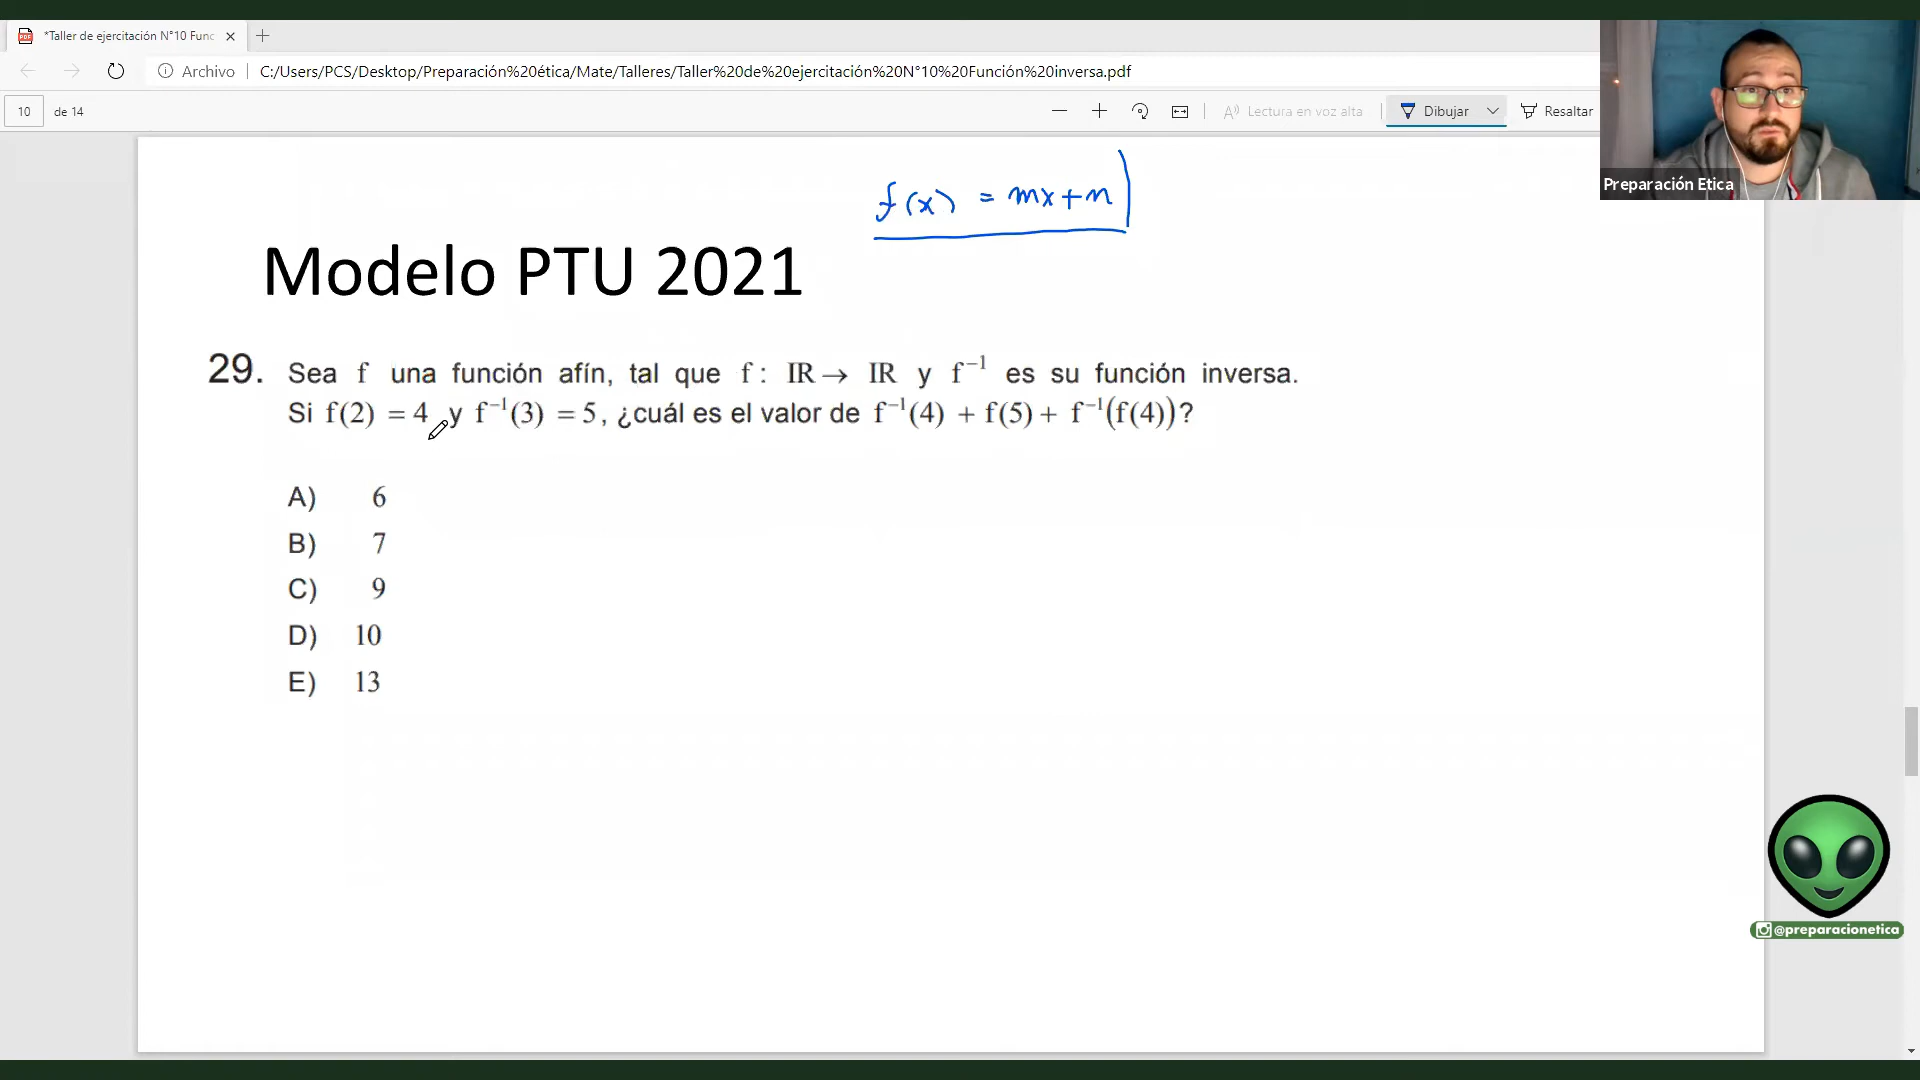 *Taller de ejercitación N°10 Func
Archivo
C:/Users/PCS/Desktop/Preparación%20ética/Mate/Talleres/Taller%20de%20ejercitación%20N°10%20Función%20inversa.pdf
10 de 14
Lectura en voz alta
Dibujar
Resaltar
Preparación Etica
f(x) = mx+n
Modelo PTU 2021
29. Sea f una función afín, tal que f: IR → IR y f⁻¹ es su función inversa.
Si f(2) = 4 y f⁻¹(3) = 5, ¿cuál es el valor de f⁻¹(4) + f(5) + f⁻¹(f(4))?
A) 6
B) 7
C) 9
D) 10
E) 13
@preparacionetica